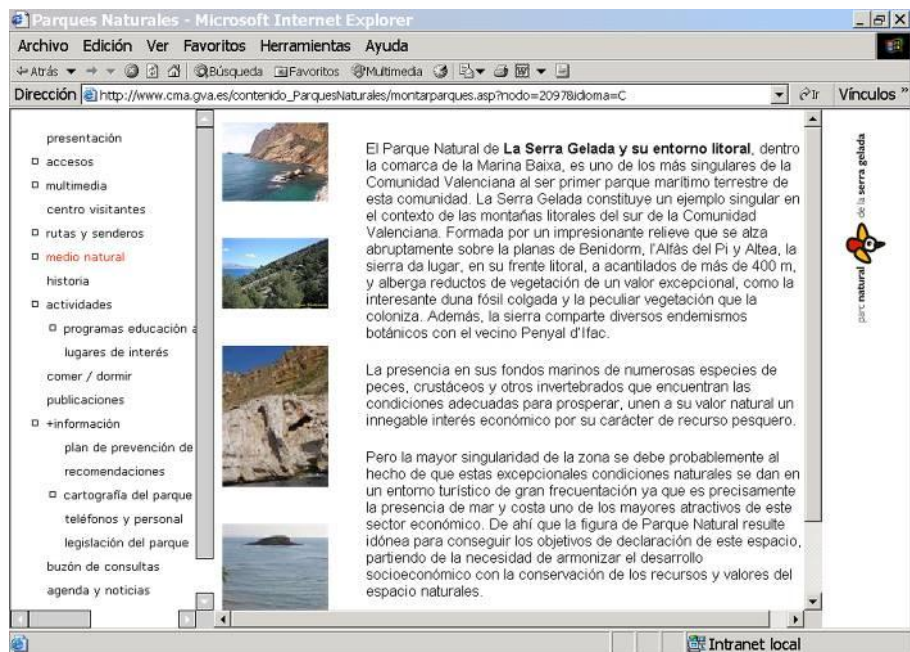 Parques Naturales - Microsoft Internet Explorer
Archivo Edición Ver Favoritos Herramientas Ayuda
Atrás Búsqueda Favoritos Multimedia
Dirección http://www.cma.gva.es/contenido_ParquesNaturales/montarparques.asp?nodo=2097&idioma=C Ir Vínculos »
presentación
accesos
multimedia
centro visitantes
rutas y senderos
medio natural
historia
actividades
programas educación a
lugares de interés
comer / dormir
publicaciones
+información
plan de prevención de
recomendaciones
cartografía del parque
teléfonos y personal
legislación del parque
buzón de consultas
agenda y noticias
El Parque Natural de La Serra Gelada y su entorno litoral, dentro
la comarca de la Marina Baixa, es uno de los más singulares de la
Comunidad Valenciana al ser primer parque marítimo terrestre de
esta comunidad. La Serra Gelada constituye un ejemplo singular en
el contexto de las montañas litorales del sur de la Comunidad
Valenciana. Formada por un impresionante relieve que se alza
abruptamente sobre la planas de Benidorm, l'Alfàs del Pi y Altea, la
sierra da lugar, en su frente litoral, a acantilados de más de 400 m,
y alberga reductos de vegetación de un valor excepcional, como la
interesante duna fósil colgada y la peculiar vegetación que la
coloniza. Además, la sierra comparte diversos endemismos
botánicos con el vecino Penyal d'Ifac.
La presencia en sus fondos marinos de numerosas especies de
peces, crustáceos y otros invertebrados que encuentran las
condiciones adecuadas para prosperar, unen a su valor natural un
innegable interés económico por su carácter de recurso pesquero.
Pero la mayor singularidad de la zona se debe probablemente al
hecho de que estas excepcionales condiciones naturales se dan en
un entorno turístico de gran frecuentación ya que es precisamente
la presencia de mar y costa uno de los mayores atractivos de este
sector económico. De ahí que la figura de Parque Natural resulte
idónea para conseguir los objetivos de declaración de este espacio,
partiendo de la necesidad de armonizar el desarrollo
socioeconómico con la conservación de los recursos y valores del
espacio naturales.
parc natural de la serra gelada
Intranet local